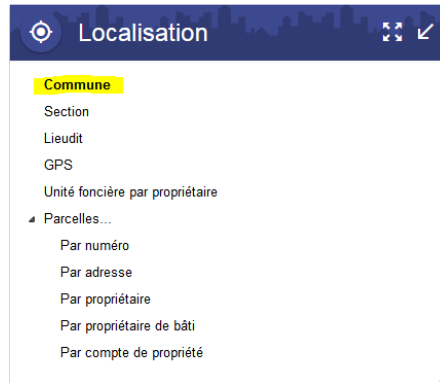 Localisation
Commune
Section
Lieudit
GPS
Unité foncière par propriétaire
Parcelles...
Par numéro
Par adresse
Par propriétaire
Par propriétaire de bâti
Par compte de propriété